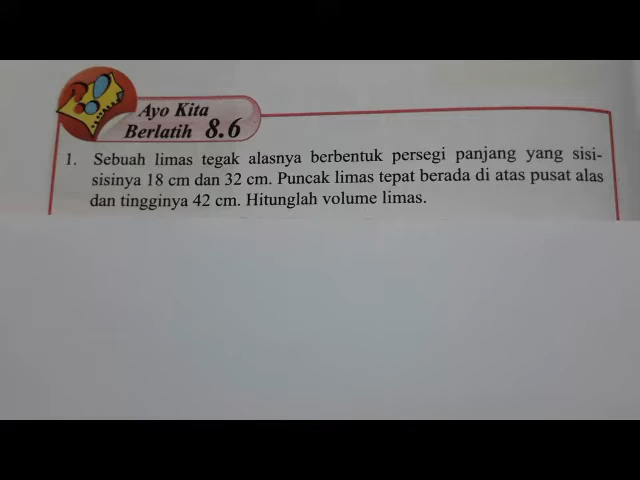 Ayo Kita
Berlatih 8.6
1. Sebuah limas tegak alasnya berbentuk persegi panjang yang sisi-
sisinya 18 cm dan 32 cm. Puncak limas tepat berada di atas pusat alas
dan tingginya 42 cm. Hitunglah volume limas.